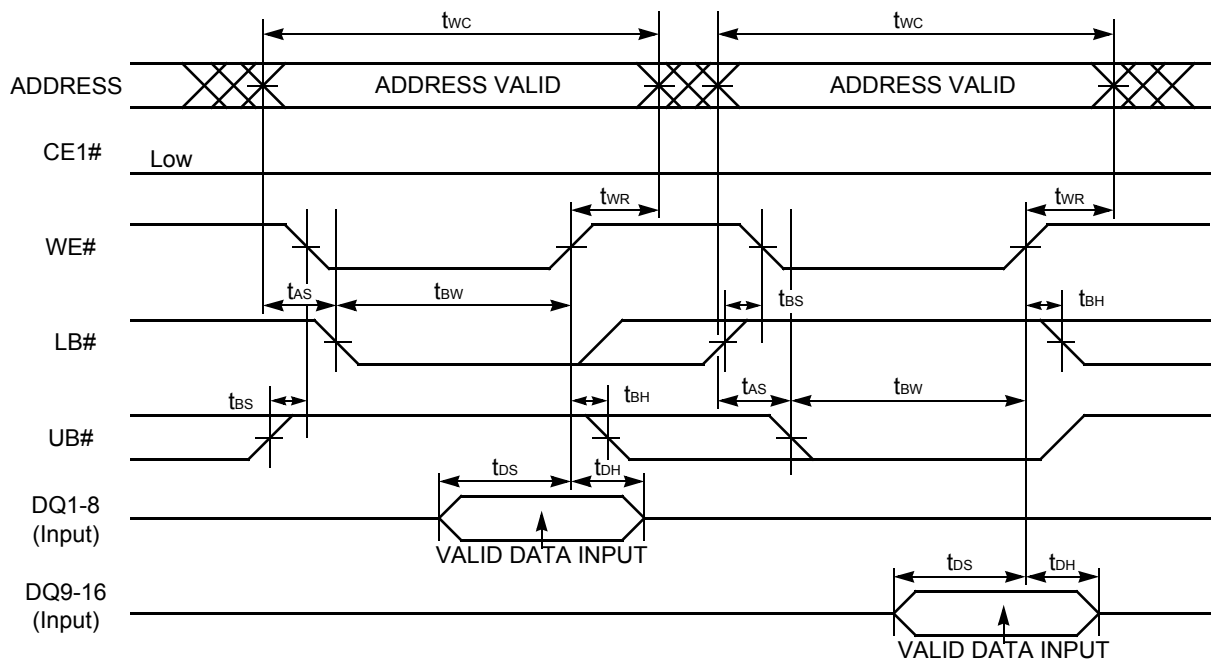 tWC tWC
ADDRESS ADDRESS VALID ADDRESS VALID
CE1# Low
tWR tWR
WE#
tAS tBW tBS tBH
LB#
tBS tBH tAS tBW
UB#
tDS tDH
DQ1-8
(Input)
VALID DATA INPUT
tDS tDH
DQ9-16
(Input)
VALID DATA INPUT